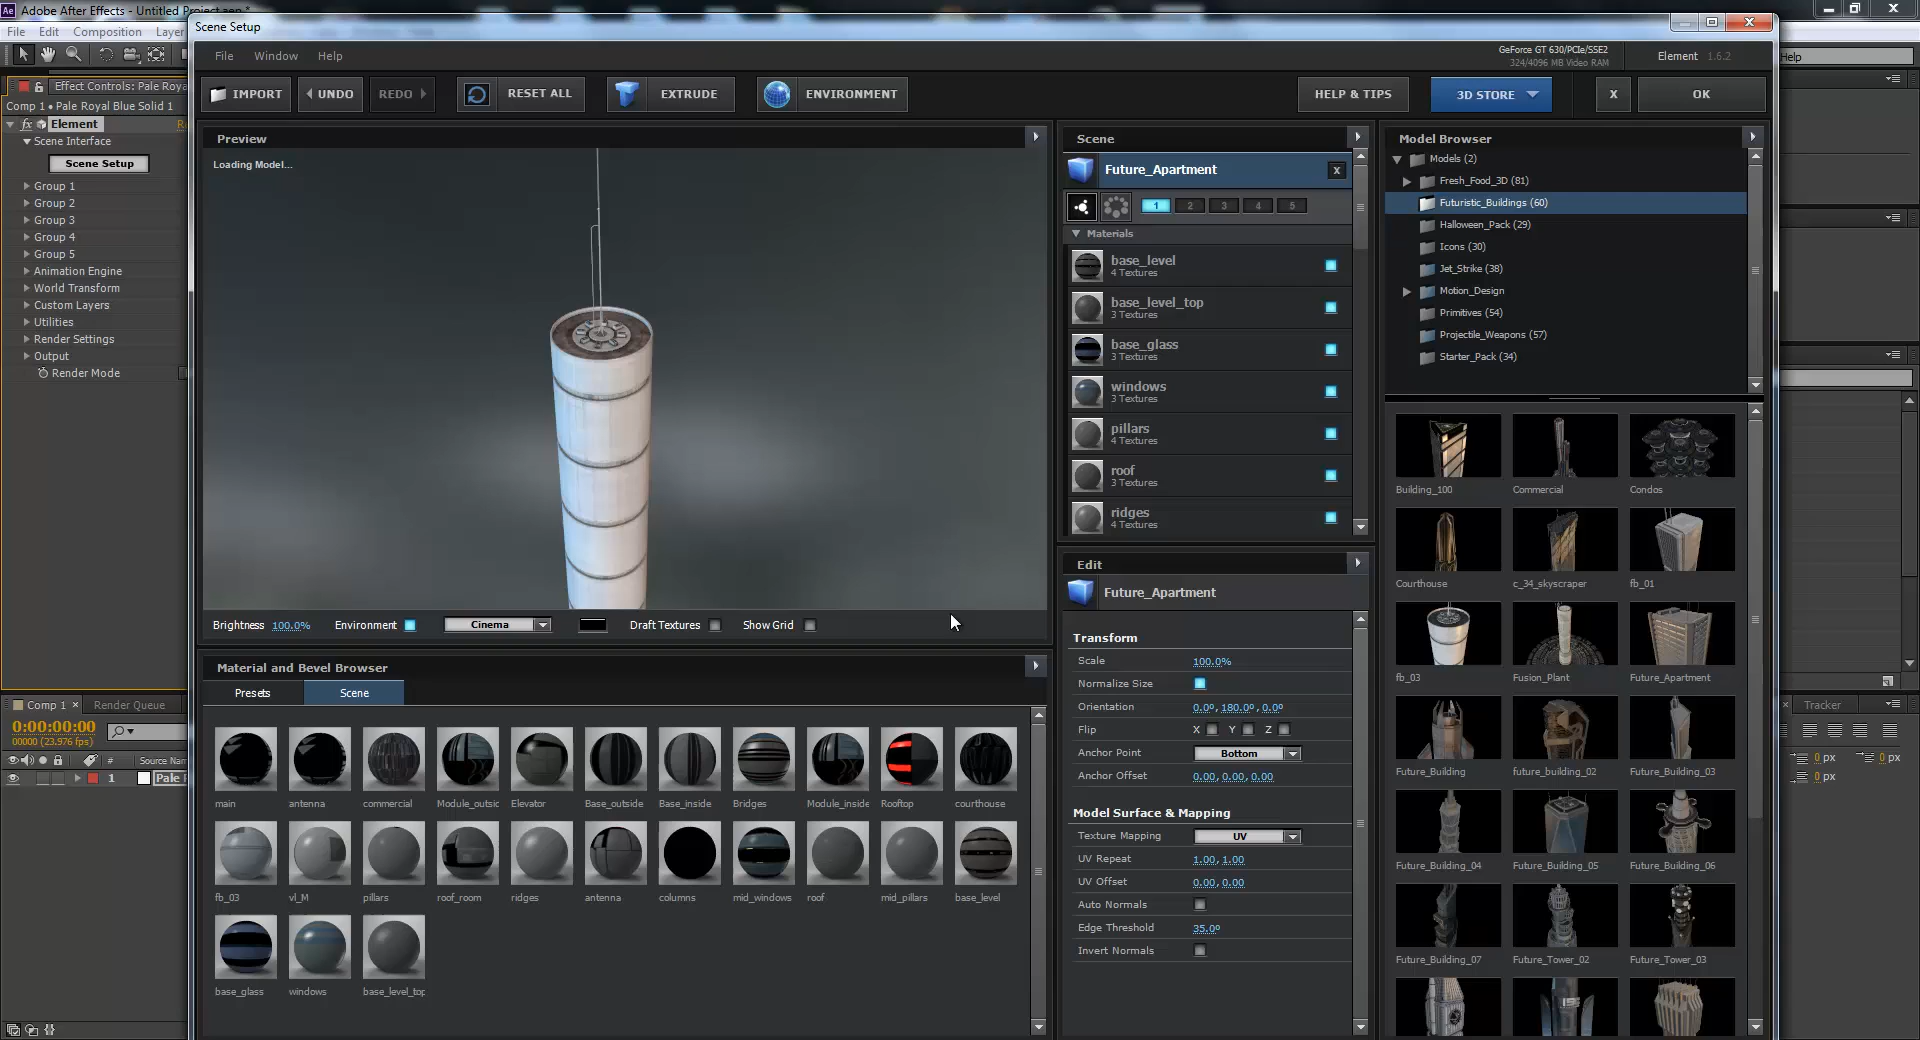 Adobe After Effects - Untitled Project.aep *
File Edit Composition Layer
Help
Effect Controls: Pale Roya
Comp 1 • Pale Royal Blue Solid 1
fx Element
Scene Interface
Scene Setup
Group 1
Group 2
Group 3
Group 4
Group 5
Animation Engine
World Transform
Custom Layers
Utilities
Render Settings
Output
Render Mode
Comp 1 × Render Queue
0:00:00:00
00000 (23.976 fps)
# Source Nam
1 Pale
Scene Setup
File Window Help
GeForce GT 630/PCIe/SSE2
324/4096 MB Video RAM
Element 1.6.2
IMPORT UNDO REDO RESET ALL EXTRUDE ENVIRONMENT HELP & TIPS 3D STORE X OK
Preview
Loading Model...
Brightness 100.0% Environment Cinema Draft Textures Show Grid
Material and Bevel Browser
Presets Scene
main antenna commercial Module_outsic Elevator Base_outside Base_inside Bridges Module_inside Rooftop courthouse
fb_03 vl_M pillars roof_room ridges antenna columns mid_windows roof mid_pillars base_level
base_glass windows base_level_top
Scene
Future_Apartment x
1 2 3 4 5
Materials
base_level
4 Textures
base_level_top
3 Textures
base_glass
3 Textures
windows
3 Textures
pillars
4 Textures
roof
3 Textures
ridges
4 Textures
Edit
Future_Apartment
Transform
Scale 100.0%
Normalize Size
Orientation 0.0º, 180.0º, 0.0º
Flip X Y Z
Anchor Point Bottom
Anchor Offset 0.00, 0.00, 0.00
Model Surface & Mapping
Texture Mapping UV
UV Repeat 1.00, 1.00
UV Offset 0.00, 0.00
Auto Normals
Edge Threshold 35.0º
Invert Normals
Model Browser
Models (2)
Fresh_Food_3D (81)
Futuristic_Buildings (60)
Halloween_Pack (29)
Icons (30)
Jet_Strike (38)
Motion_Design
Primitives (54)
Projectile_Weapons (57)
Starter_Pack (34)
Building_100 Commercial Condos
Courthouse c_34_skyscraper fb_01
fb_03 Fusion_Plant Future_Apartment
Future_Building future_building_02 Future_Building_03
Future_Building_04 Future_Building_05 Future_Building_06
Future_Building_07 Future_Tower_02 Future_Tower_03
Tracker
0 px 0 px
0 px